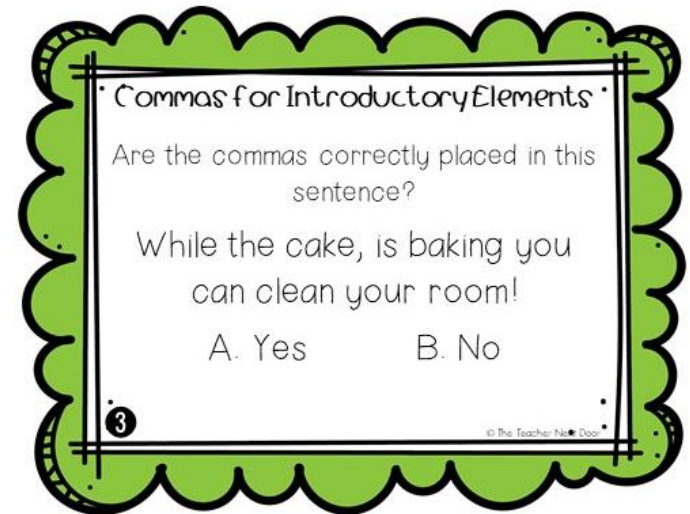 Commas for Introductory Elements
Are the commas correctly placed in this
sentence?
While the cake, is baking you
can clean your room!
A. Yes B. No
3
© The Teacher Next Door